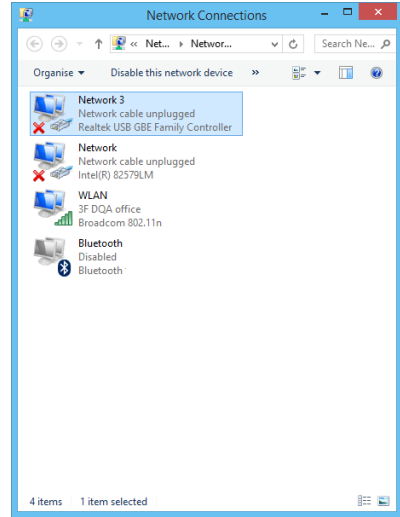 Network Connections
« Net... Networ... Search Ne...
Organise Disable this network device »
Network 3
Network cable unplugged
Realtek USB GBE Family Controller
Network
Network cable unplugged
Intel(R) 82579LM
WLAN
3F DQA office
Broadcom 802.11n
Bluetooth
Disabled
Bluetooth
4 items 1 item selected